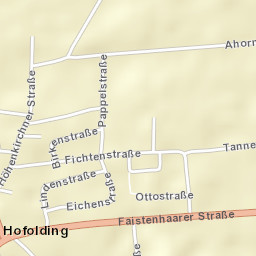 Ahorn
Höhenkirchner Straße
Pappelstraße
Birkenstraße
Fichtenstraße
Tanne
Lindenstraße
Eichenstraße
Ottostraße
Faistenhaarer Straße
Hofolding